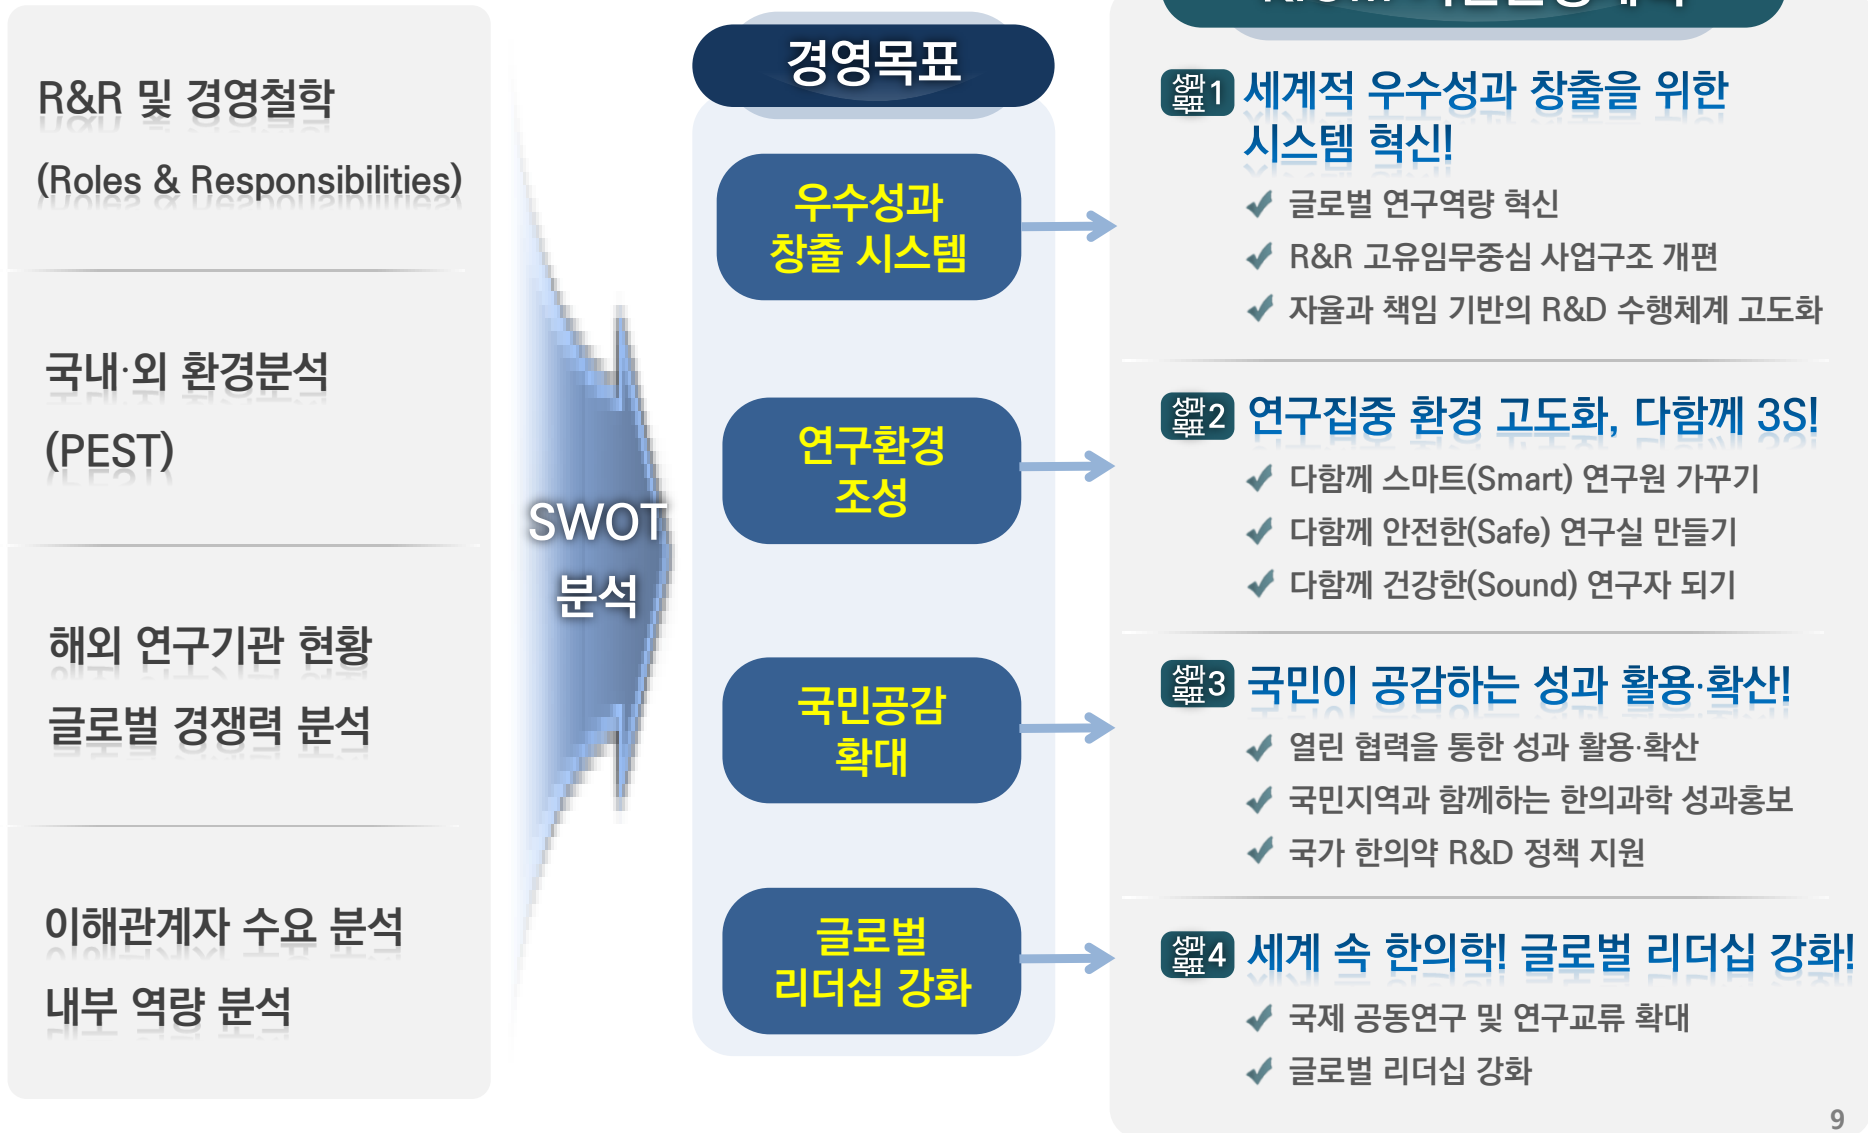 R&R 및 경영철학
(Roles & Responsibilities)
국내·외 환경분석
(PEST)
해외 연구기관 현황
글로벌 경쟁력 분석
이해관계자 수요 분석
내부 역량 분석
SWOT
분석
경영목표
우수성과
창출 시스템
연구환경
조성
국민공감
확대
글로벌
리더십 강화
성과목표1 세계적 우수성과 창출을 위한
시스템 혁신!
글로벌 연구역량 혁신
R&R 고유임무중심 사업구조 개편
자율과 책임 기반의 R&D 수행체계 고도화
성과목표2 연구집중 환경 고도화, 다함께 3S!
다함께 스마트(Smart) 연구원 가꾸기
다함께 안전한(Safe) 연구실 만들기
다함께 건강한(Sound) 연구자 되기
성과목표3 국민이 공감하는 성과 활용·확산!
열린 협력을 통한 성과 활용·확산
국민지역과 함께하는 한의과학 성과홍보
국가 한의약 R&D 정책 지원
성과목표4 세계 속 한의학! 글로벌 리더십 강화!
국제 공동연구 및 연구교류 확대
글로벌 리더십 강화
9